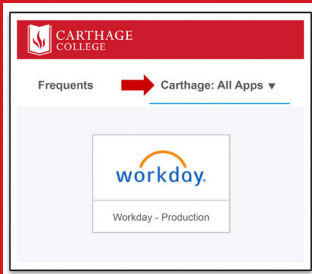 CARTHAGE
COLLEGE
Frequents
Carthage: All Apps ▼
workday.
Workday - Production